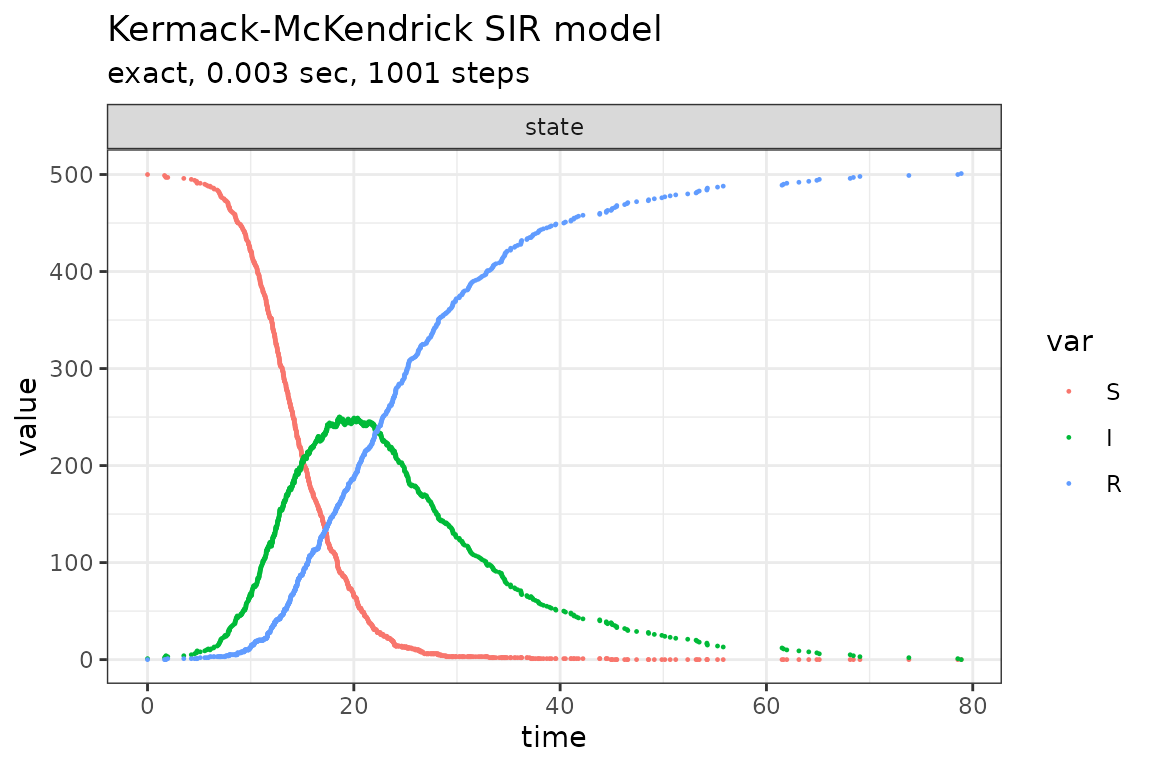 Kermack-McKendrick SIR model
exact, 0.003 sec, 1001 steps
state
500
400
300
200
100
0
value
0 20 40 60 80
time
var
S
I
R